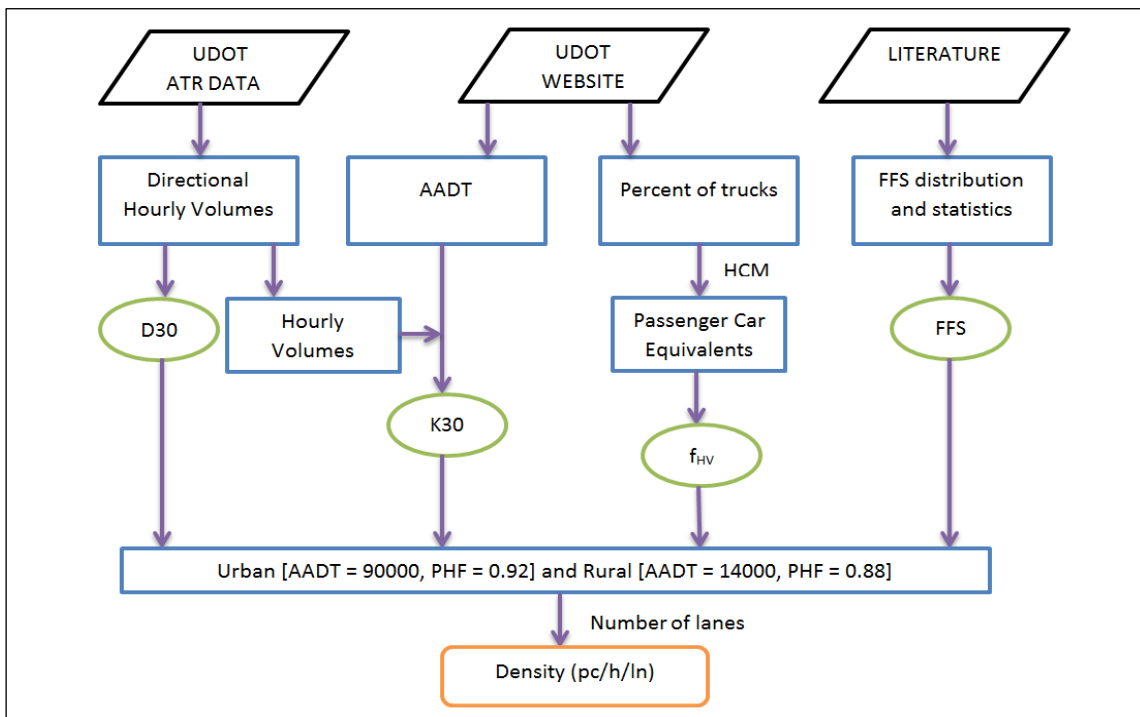 UDOT
ATR DATA
UDOT
WEBSITE
LITERATURE
Directional
Hourly Volumes
AADT
Percent of trucks
FFS distribution
and statistics
HCM
D30
Hourly
Volumes
Passenger Car
Equivalents
FFS
K30
fHV
Urban [AADT = 90000, PHF = 0.92] and Rural [AADT = 14000, PHF = 0.88]
Number of lanes
Density (pc/h/ln)